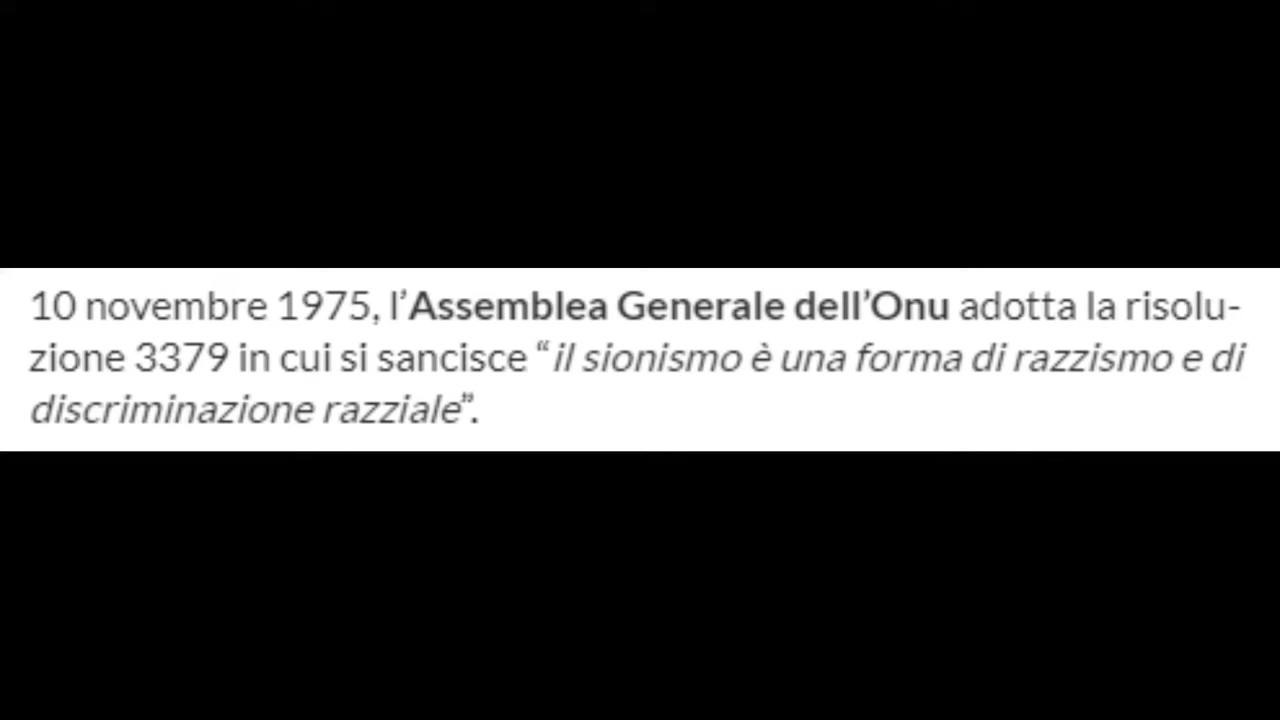 10 novembre 1975, l’Assemblea Generale dell’Onu adotta la risolu-
zione 3379 in cui si sancisce “il sionismo è una forma di razzismo e di
discriminazione razziale”.